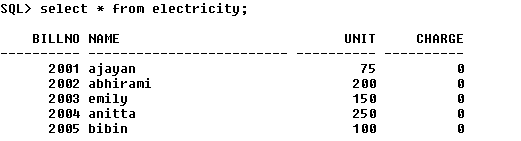 SQL> select * from electricity;
BILLNO NAME UNIT CHARGE
---------- -------------------- ---------- ----------
2001 ajayan 75 0
2002 abhirami 200 0
2003 emily 150 0
2004 anitta 250 0
2005 bibin 100 0